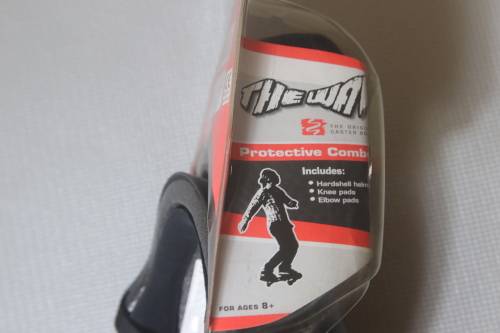 THE WAV
THE ORIGI
CASTER BO
Protective Comb
Includes:
Hardshell helm
Knee pads
Elbow pads
FOR AGES 8+